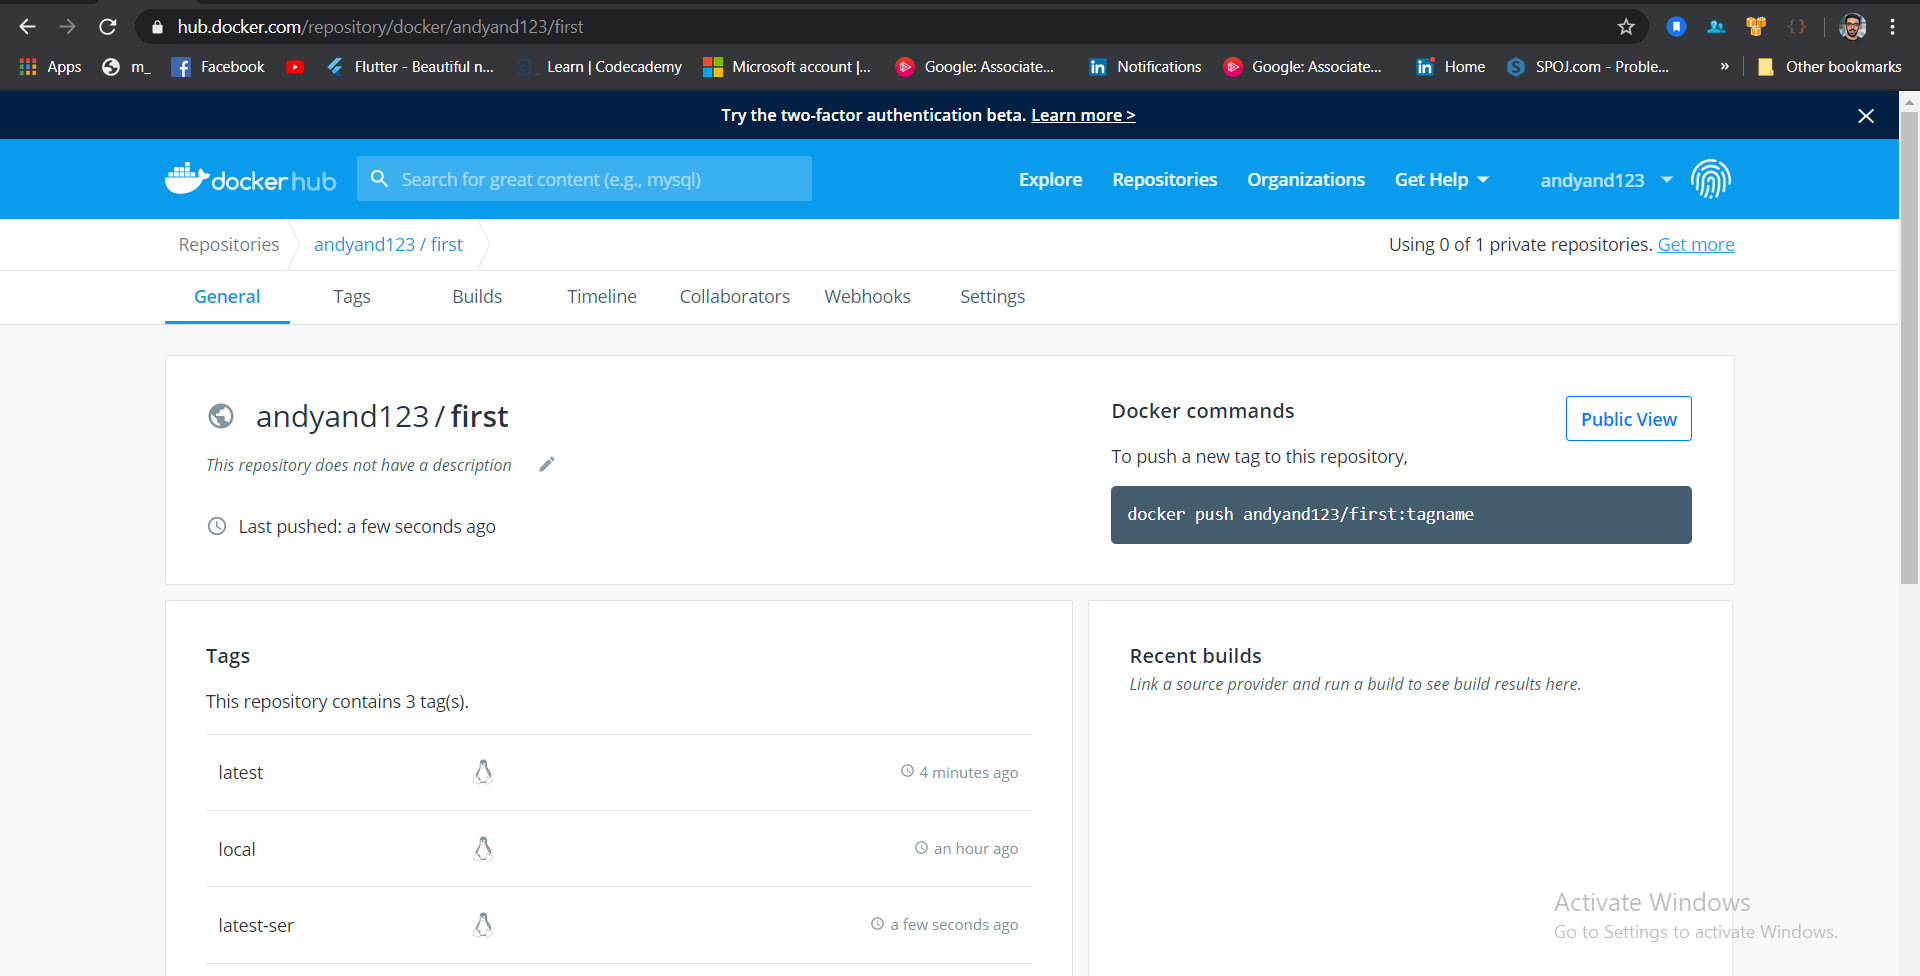 hub.docker.com/repository/docker/andyand123/first
Apps m_ Facebook Flutter - Beautiful n... Learn | Codecademy Microsoft account |... Google: Associate... Notifications Google: Associate... Home SPOJ.com - Proble... » Other bookmarks
Try the two-factor authentication beta. Learn more >
docker hub Search for great content (e.g., mysql) Explore Repositories Organizations Get Help andyand123
Repositories andyand123 / first Using 0 of 1 private repositories. Get more
General Tags Builds Timeline Collaborators Webhooks Settings
andyand123 / first
This repository does not have a description
Last pushed: a few seconds ago
Docker commands
Public View
To push a new tag to this repository,
docker push andyand123/first:tagname
Tags
This repository contains 3 tag(s).
latest 4 minutes ago
local an hour ago
latest-ser a few seconds ago
Recent builds
Link a source provider and run a build to see build results here.
Activate Windows
Go to Settings to activate Windows.